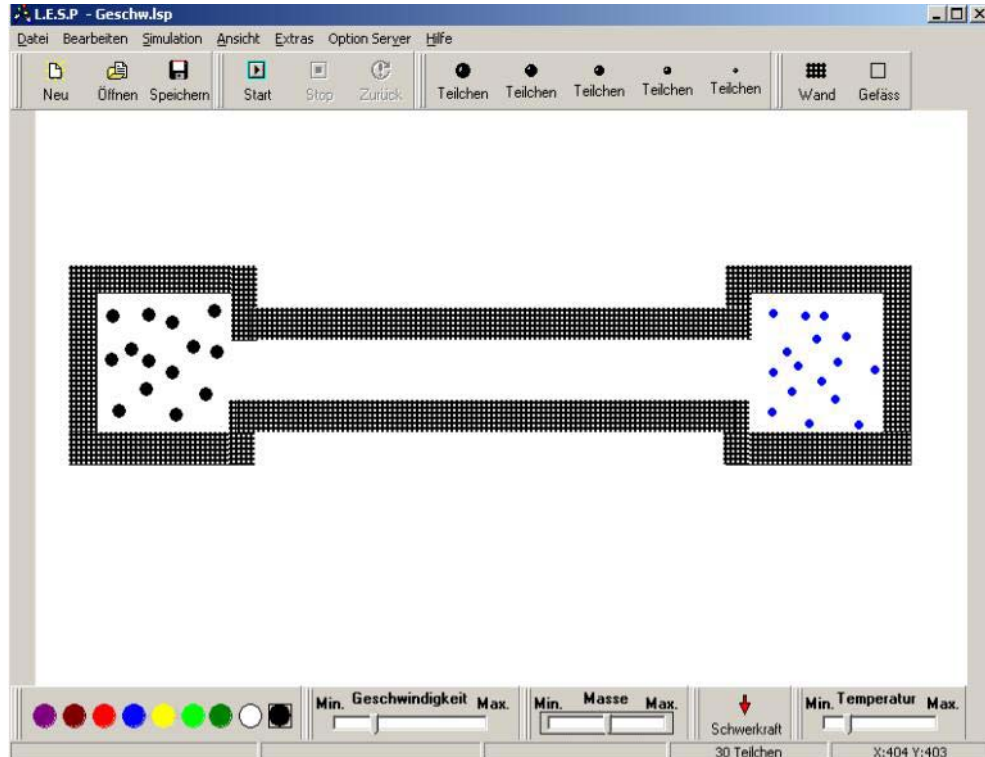 L.E.S.P - Geschw.lsp
Datei Bearbeiten Simulation Ansicht Extras Option Server Hilfe
Neu Öffnen Speichern Start Stop Zurück Teilchen Teilchen Teilchen Teilchen Teilchen Wand Gefäss
Min. Geschwindigkeit Max. Min. Masse Max. Schwerkraft Min. Temperatur Max.
30 Teilchen X:404 Y:403